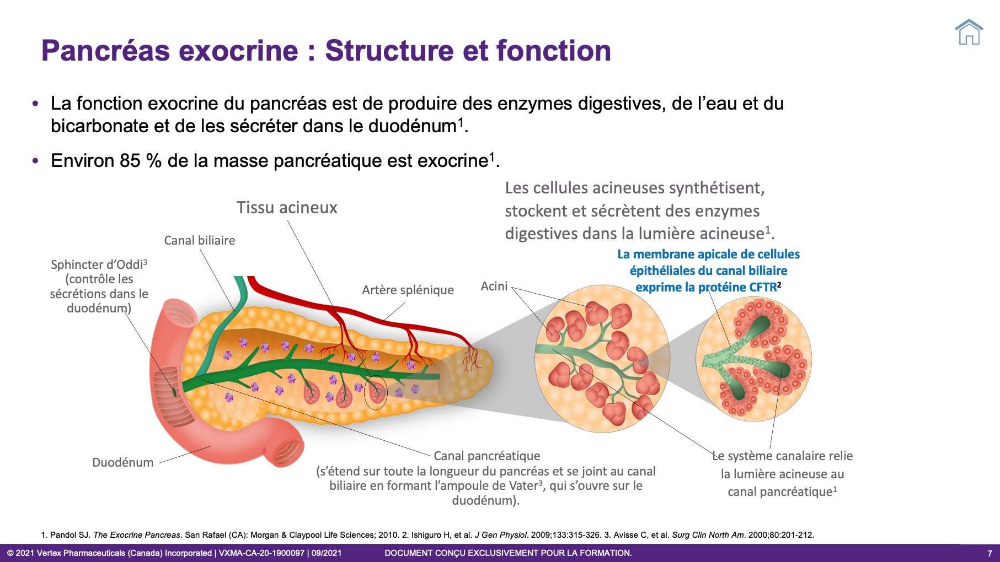 Pancréas exocrine : Structure et fonction
• La fonction exocrine du pancréas est de produire des enzymes digestives, de l’eau et du
bicarbonate et de les sécréter dans le duodénum¹.
• Environ 85 % de la masse pancréatique est exocrine¹.
Les cellules acineuses synthétisent,
stockent et sécrètent des enzymes
digestives dans la lumière acineuse¹.
Tissu acineux
Canal biliaire
La membrane apicale de cellules
épithéliales du canal biliaire
exprime la protéine CFTR²
Sphincter d’Oddi³
(contrôle les
sécrétions dans le
duodénum)
Artère splénique
Acini
Duodénum
Canal pancréatique
(s’étend sur toute la longueur du pancréas et se joint au canal
biliaire en formant l’ampoule de Vater³, qui s’ouvre sur le
duodénum).
Le système canalaire relie
la lumière acineuse au
canal pancréatique¹
1. Pandol SJ. The Exocrine Pancreas. San Rafael (CA): Morgan & Claypool Life Sciences; 2010. 2. Ishiguro H, et al. J Gen Physiol. 2009;133:315-326. 3. Avisse C, et al. Surg Clin North Am. 2000;80:201-212.
© 2021 Vertex Pharmaceuticals (Canada) Incorporated | VXMA-CA-20-1900097 | 09/2021 DOCUMENT CONÇU EXCLUSIVEMENT POUR LA FORMATION. 7